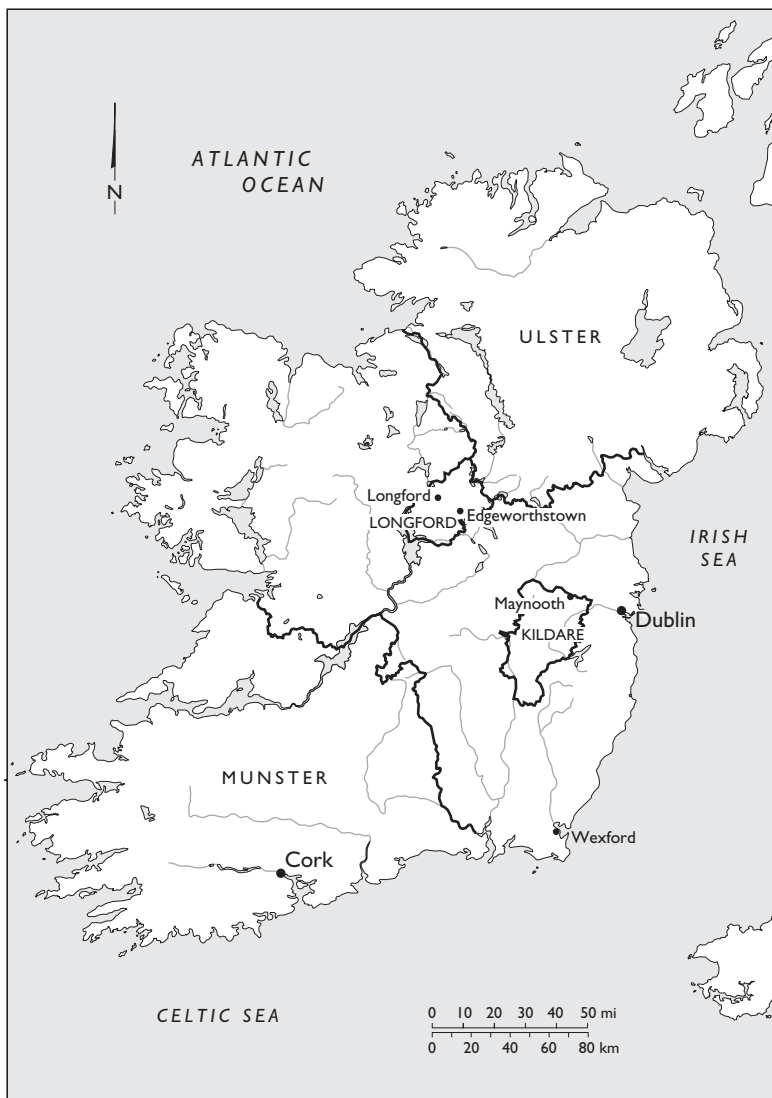 ATLANTIC
OCEAN
N
ULSTER
Longford
LONGFORD
Edgeworthstown
IRISH
SEA
Maynooth
Dublin
KILDARE
MUNSTER
Wexford
Cork
CELTIC SEA
0 10 20 30 40 50 mi
0 20 40 60 80 km